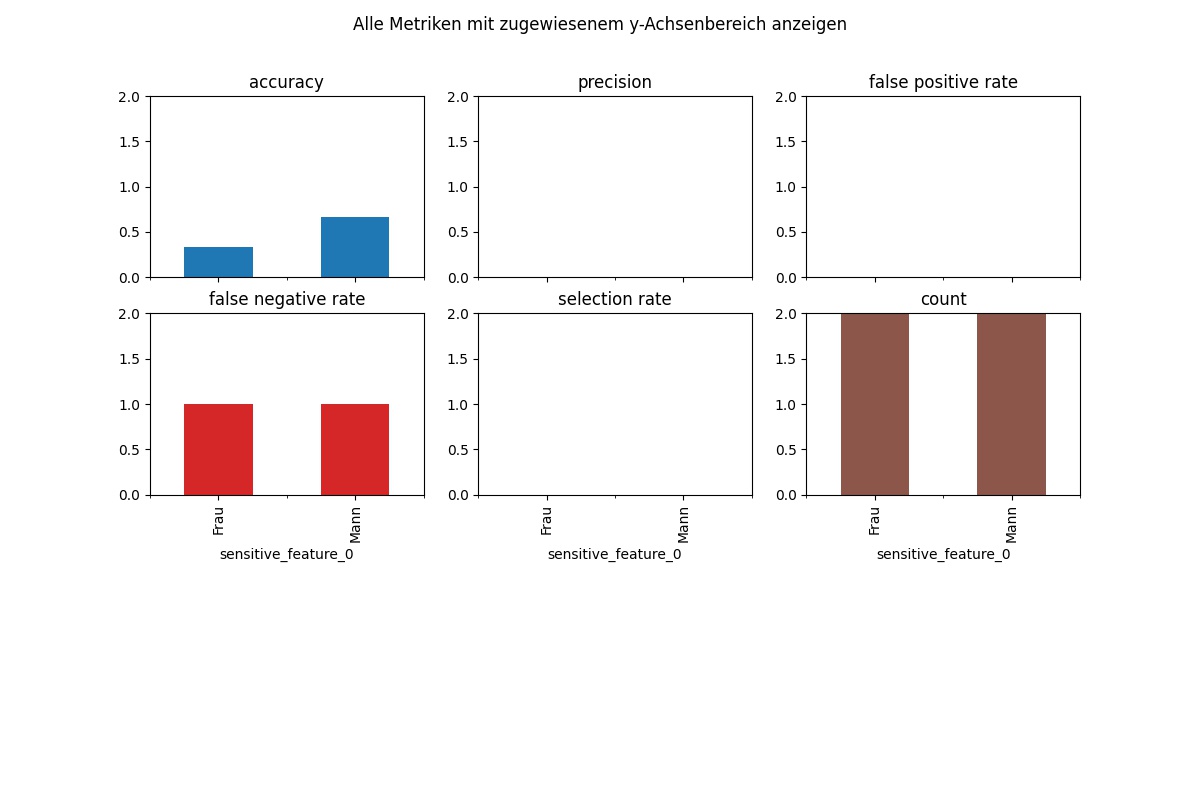 Alle Metriken mit zugewiesenem y-Achsenbereich anzeigen
accuracy
precision
false positive rate
2.0
1.5
1.0
0.5
0.0
2.0
1.5
1.0
0.5
0.0
2.0
1.5
1.0
0.5
0.0
false negative rate
selection rate
count
2.0
1.5
1.0
0.5
0.0
2.0
1.5
1.0
0.5
0.0
2.0
1.5
1.0
0.5
0.0
Frau
Mann
Frau
Mann
Frau
Mann
sensitive_feature_0
sensitive_feature_0
sensitive_feature_0